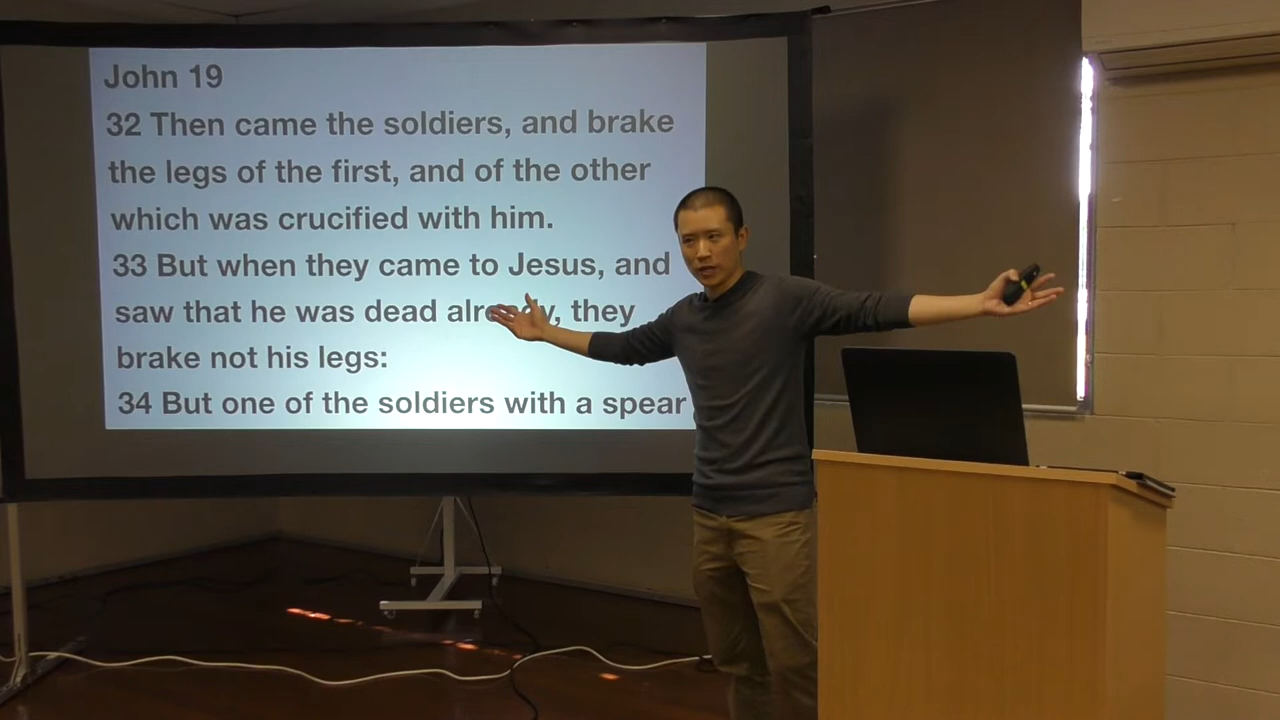 John 19
32 Then came the soldiers, and brake
the legs of the first, and of the other
which was crucified with him.
33 But when they came to Jesus, and
saw that he was dead already, they
brake not his legs:
34 But one of the soldiers with a spear